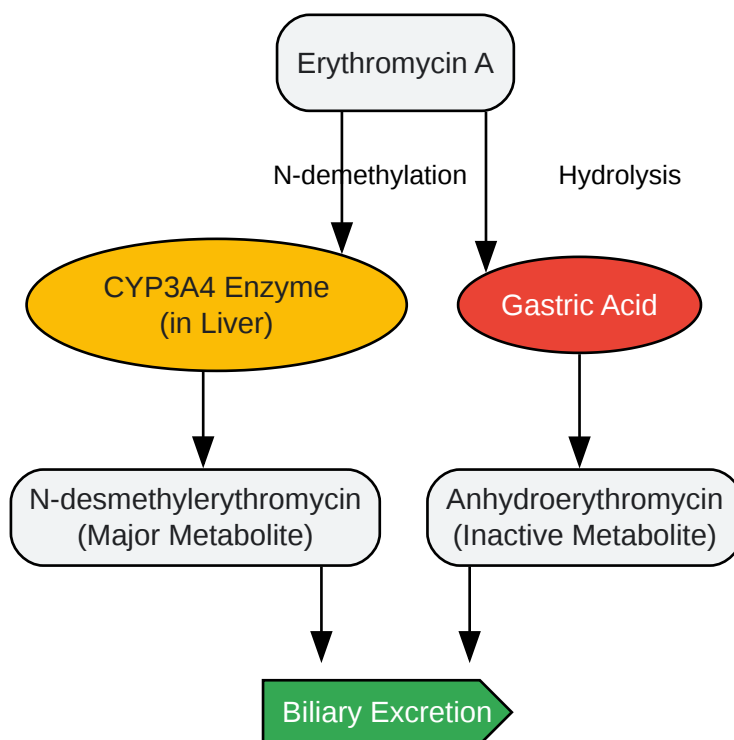 Erythromycin A
N-demethylation
Hydrolysis
CYP3A4 Enzyme
(in Liver)
Gastric Acid
N-desmethylerythromycin
(Major Metabolite)
Anhydroerythromycin
(Inactive Metabolite)
Biliary Excretion